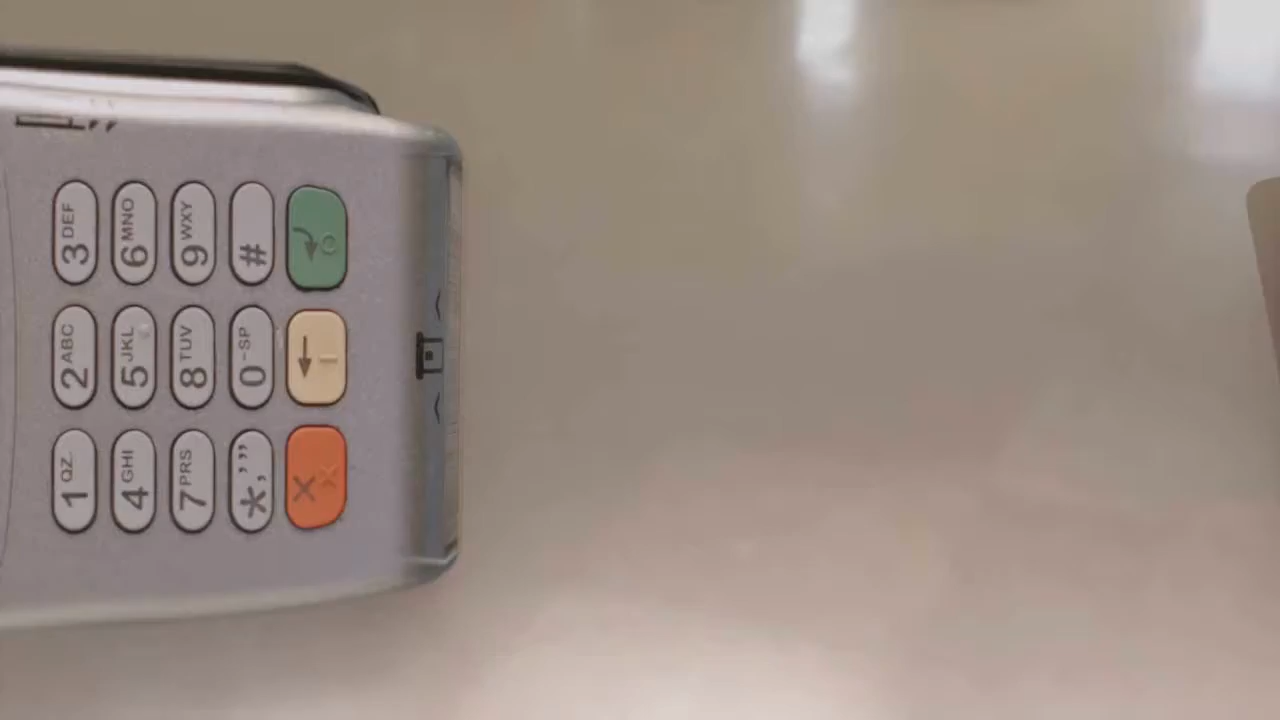 1 QZ.
2 ABC
3 DEF
4 GHI
5 JKL
6 MNO
7 PRS
8 TUV
9 WXY
*,'"
0 -SP
#